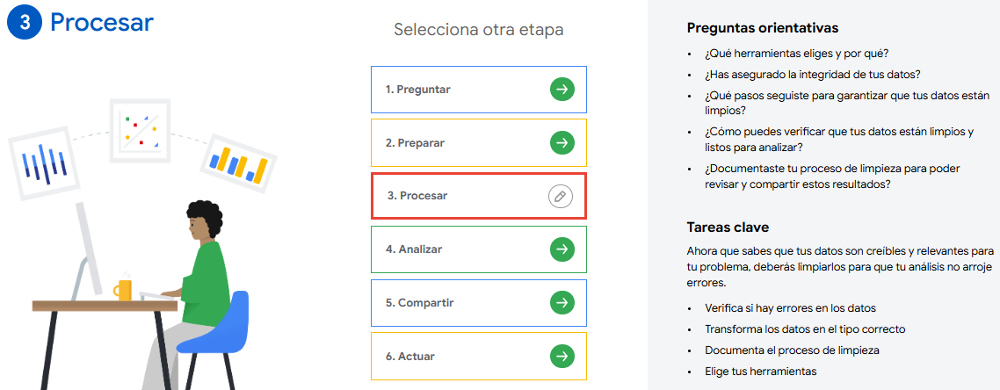 3 Procesar
Selecciona otra etapa
1. Preguntar
2. Preparar
3. Procesar
4. Analizar
5. Compartir
6. Actuar
Preguntas orientativas
• ¿Qué herramientas eliges y por qué?
• ¿Has asegurado la integridad de tus datos?
• ¿Qué pasos seguiste para garantizar que tus datos están
limpios?
• ¿Cómo puedes verificar que tus datos están limpios y
listos para analizar?
• ¿Documentaste tu proceso de limpieza para poder
revisar y compartir estos resultados?
Tareas clave
Ahora que sabes que tus datos son creíbles y relevantes para
tu problema, deberás limpiarlos para que tu análisis no arroje
errores.
• Verifica si hay errores en los datos
• Transforma los datos en el tipo correcto
• Documenta el proceso de limpieza
• Elige tus herramientas